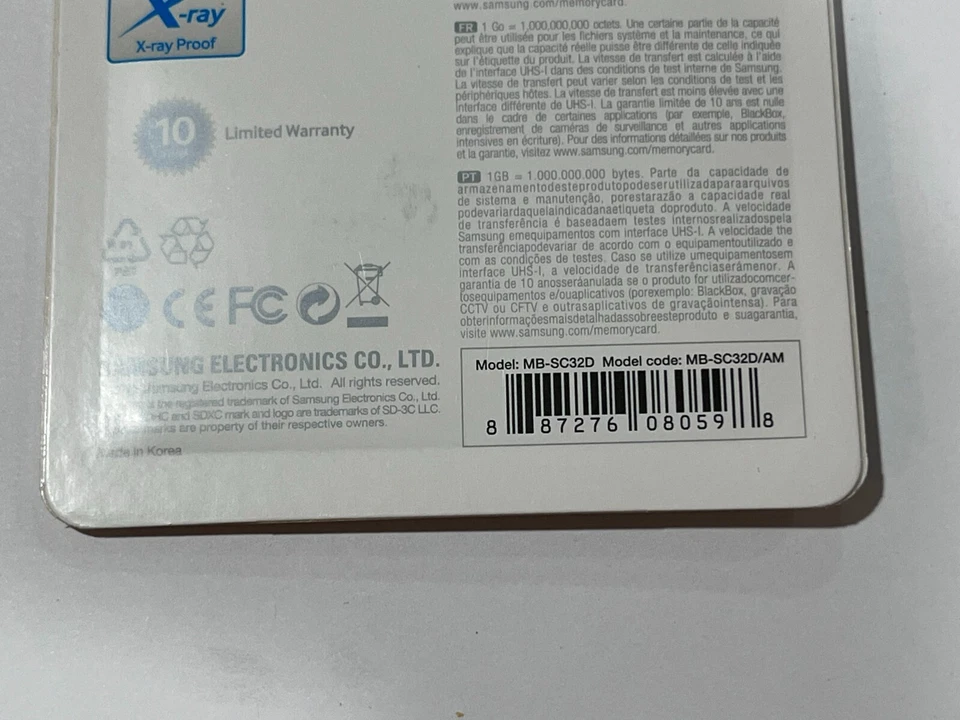 X-ray
X-ray Proof
10
Limited Warranty
PET
CE FC
SAMSUNG ELECTRONICS CO., LTD.
Samsung Electronics Co., Ltd. All rights reserved.
the registered trademark of Samsung Electronics Co., Ltd.
and SDXC mark and logo are trademarks of SD-3C LLC.
marks are property of their respective owners.
Made in Korea
www.samsung.com/memorycard.
FR 1 Go = 1,000,000,000 octets. Une certaine partie de la capacité
peut être utilisée pour les fichiers système et la maintenance, ce qui
explique que la capacité réelle puisse être différente de celle indiquée
sur l'étiquette du produit. La vitesse de transfert est calculée à l'aide
de l'interface UHS-I dans des conditions de test interne de Samsung.
La vitesse de transfert peut varier selon les conditions de test et les
périphériques hôtes. La vitesse de transfert est moins élevée avec une
interface différente de UHS-I. La garantie limitée de 10 ans est nulle
dans le cadre de certaines applications (par exemple, BlackBox,
enregistrement de caméras de surveillance et autres applications
intensives en écriture). Pour des informations détaillées sur nos produits
et la garantie, visitez www.samsung.com/memorycard.
PT 1GB = 1.000.000.000 bytes. Parte da capacidade de
armazenamentodesteprodutopodeserutilizadaparaarquivos
de sistema e manutenção, porestarazão a capacidade real
podevariardaquelaindicadanaetiqueta doproduto. A velocidade
de transferência é baseadaem testes internosrealizadospela
Samsung emequipamentos com interface UHS-I. A velocidade the
transferênciapodevariar de acordo com o equipamentoutilizado e
com as condições de testes. Caso se utilize umequipamentosem
interface UHS-I, a velocidade de transferênciaserámenor. A
garantia de 10 anosseráanulada se o produto for utilizadocomcer-
tosequipamentos e/ouaplicativos (porexemplo: BlackBox, gravação
CCTV ou CFTV e outrasaplicativos de gravaçãointensa). Para
obterinformaçõesmaisdetalhadassobreesteproduto e suagarantia,
visite www.samsung.com/memorycard.
Model: MB-SC32D Model code: MB-SC32D/AM
8 87276 08059 8